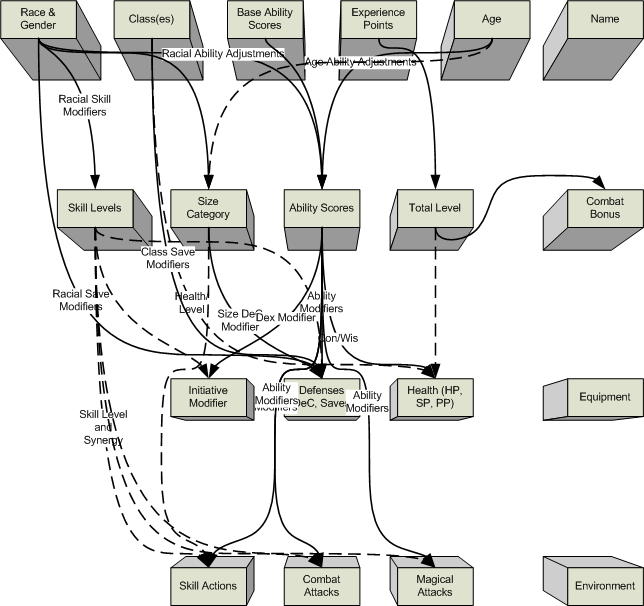 Race &
Gender
Class(es)
Base Ability
Scores
Experience
Points
Age
Name
Racial Ability Adjustments
Age Ability Adjustments
Racial Skill
Modifiers
Skill Levels
Size
Category
Ability Scores
Total Level
Combat
Bonus
Class Save
Modifiers
Racial Save
Modifiers
Health/
Level
Size DeC
Modifier
Dex Modifier
Ability
Modifiers
Con/Wis
Initiative
Modifier
Defenses
DeC, Save
Health (HP,
SP, PP)
Equipment
Ability
Modifiers
Modifiers
Ability
Modifiers
Skill Level
and
Synergy
Skill Actions
Combat
Attacks
Magical
Attacks
Environment